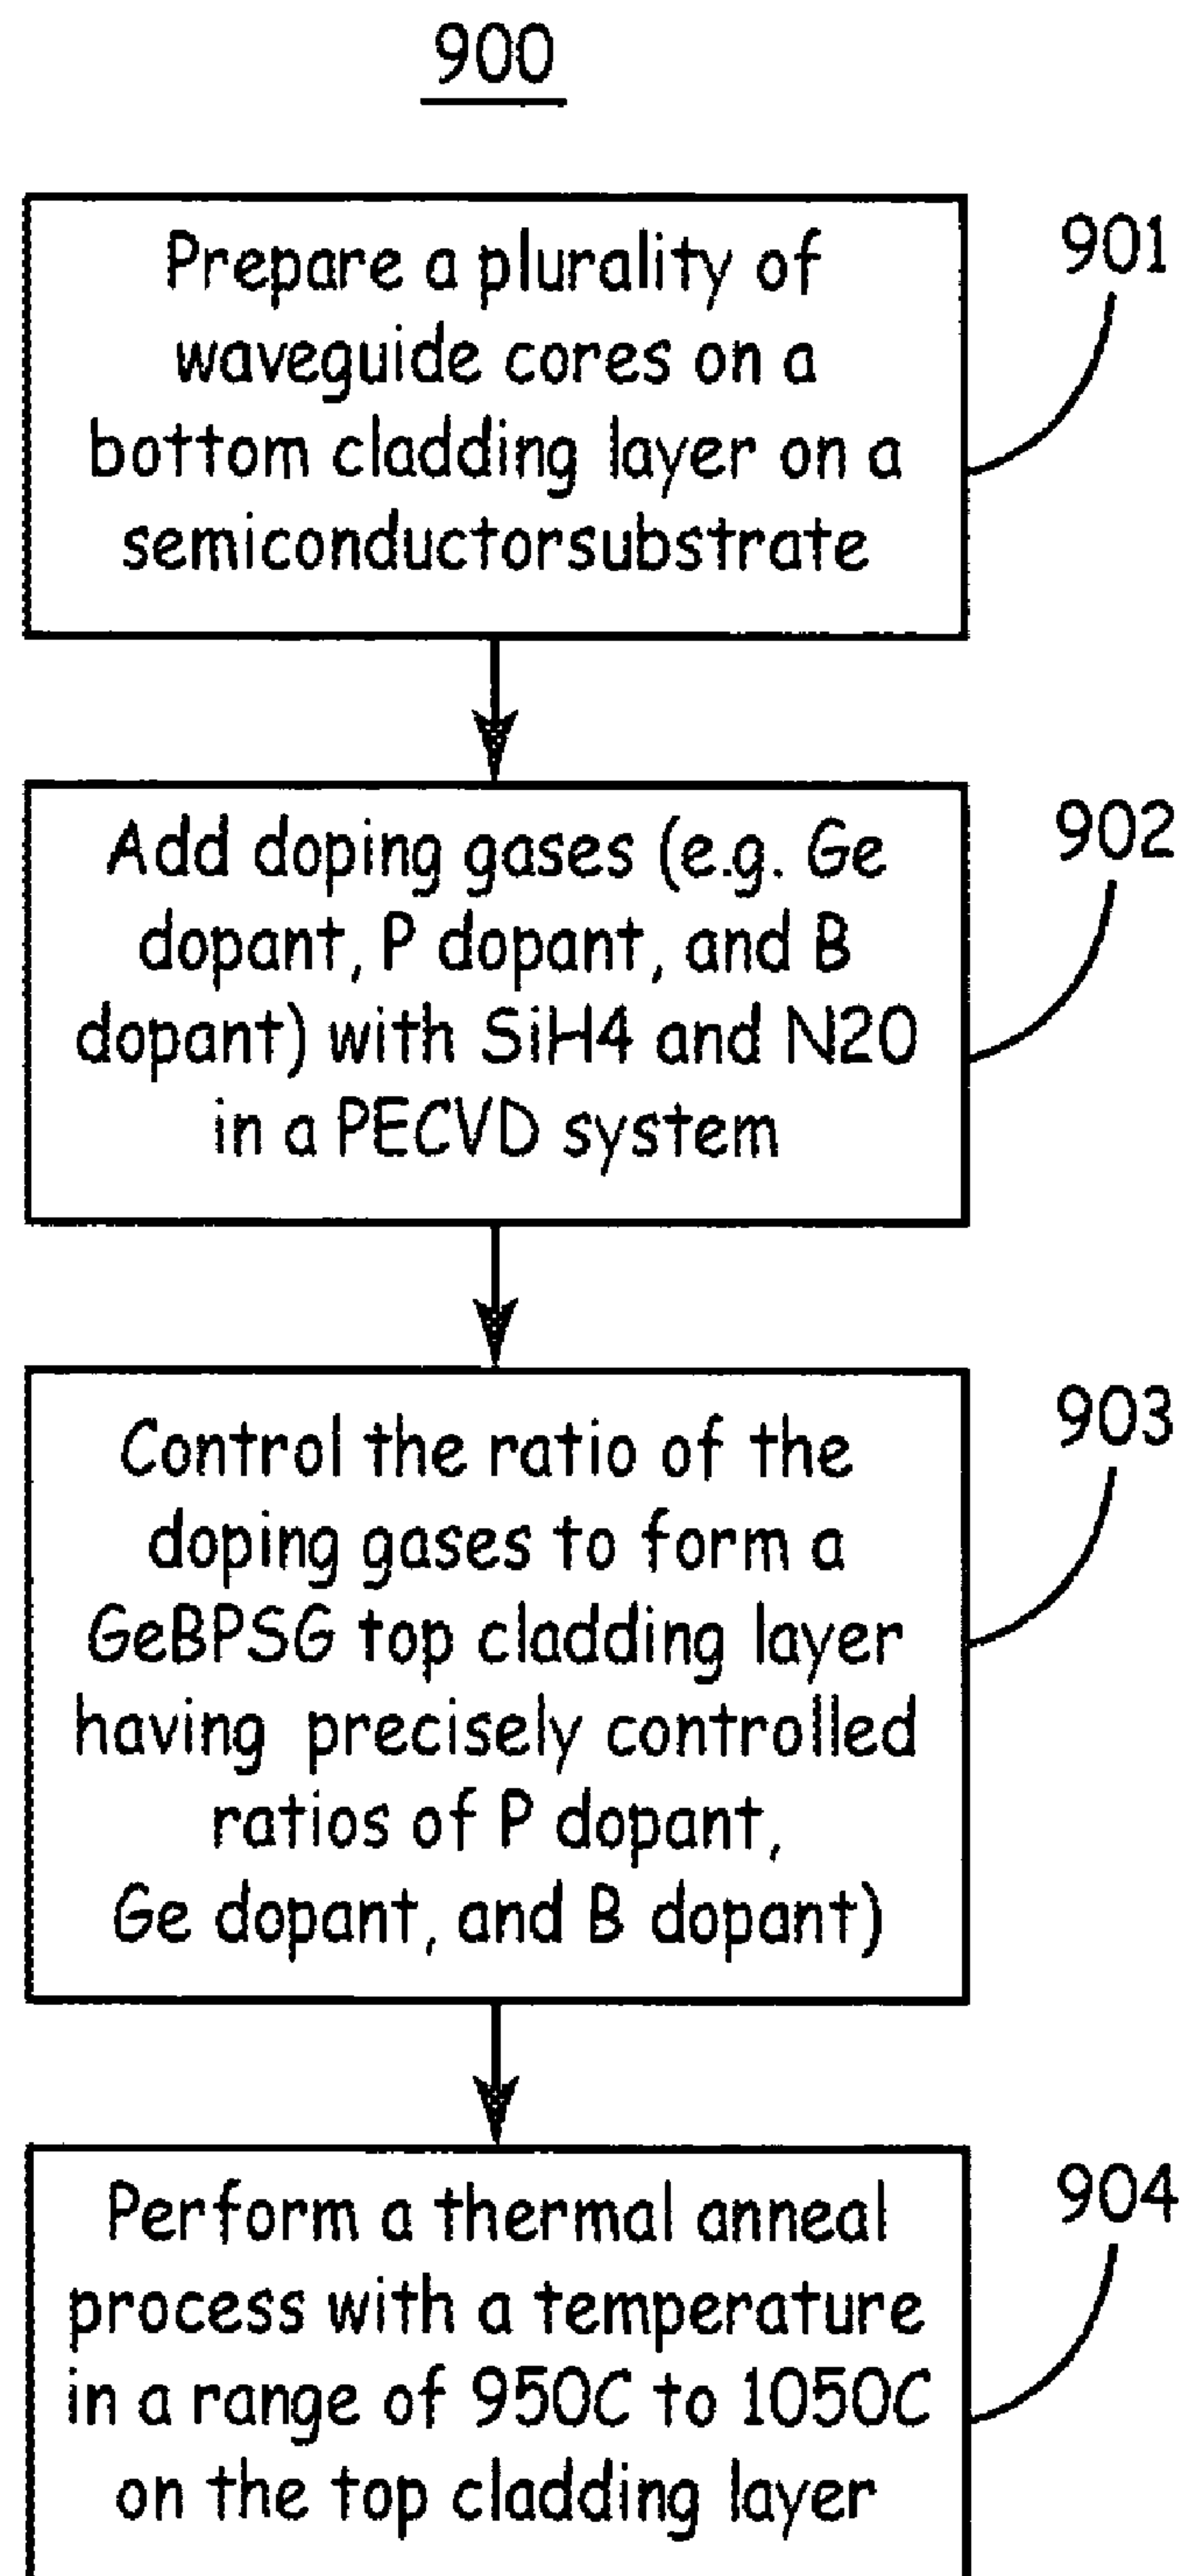 900
Prepare a plurality of
waveguide cores on a
bottom cladding layer on a
semiconductorsubstrate
901
Add doping gases (e.g. Ge
dopant, P dopant, and B
dopant) with SiH4 and N20
in a PECVD system
902
Control the ratio of the
doping gases to form a
GeBPSG top cladding layer
having precisely controlled
ratios of P dopant,
Ge dopant, and B dopant)
903
Perform a thermal anneal
process with a temperature
in a range of 950C to 1050C
on the top cladding layer
904